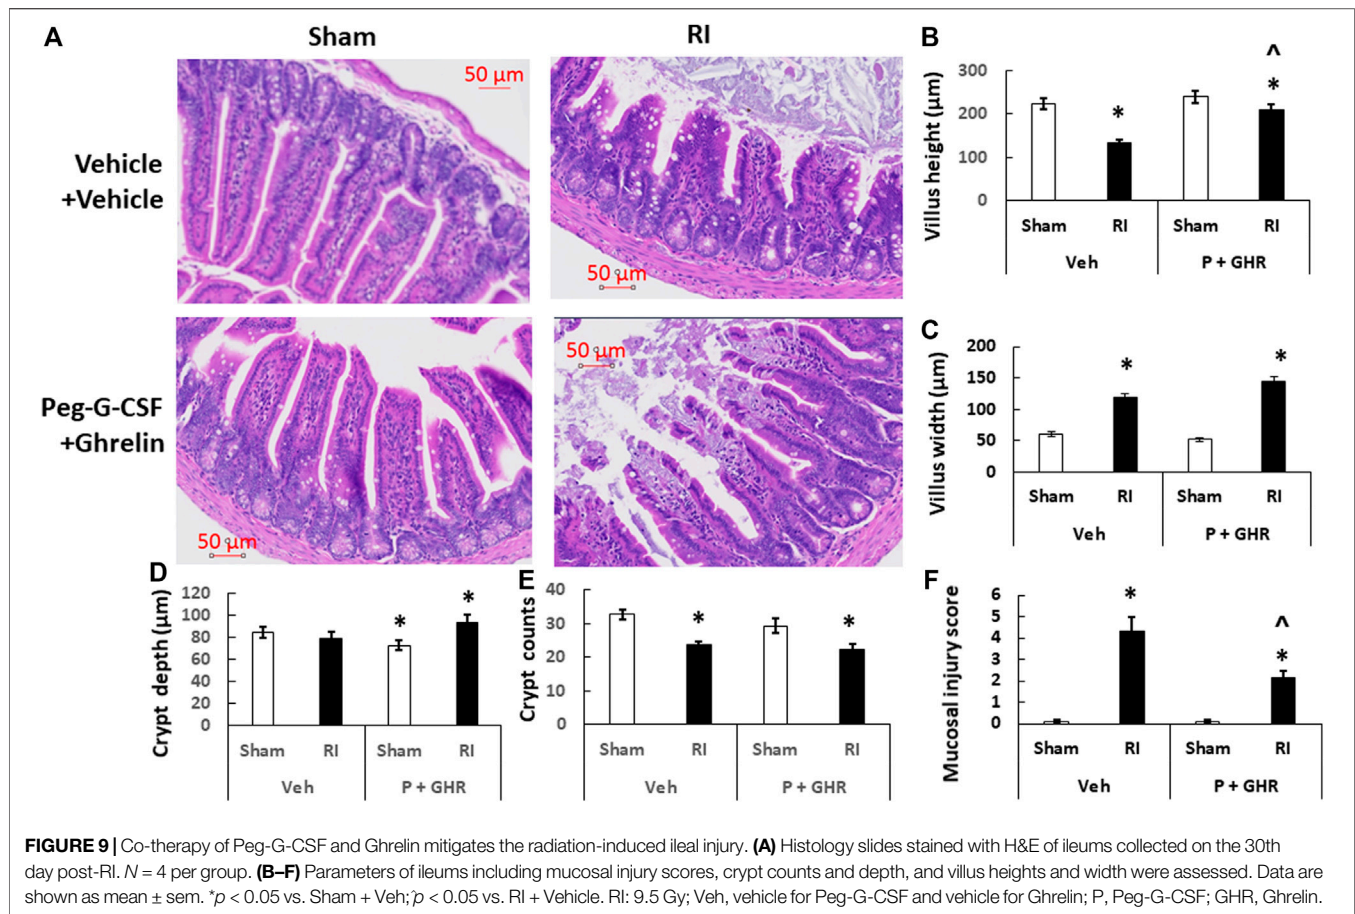 A
Sham
RI
Vehicle
+Vehicle
50 µm
50 µm
Peg-G-CSF
+Ghrelin
50 µm
50 µm
B
Villus height (µm)
300
200
100
0
*
^
*
Sham
RI
Sham
RI
Veh
P + GHR
C
Villus width (µm)
200
150
100
50
0
*
*
Sham
RI
Sham
RI
Veh
P + GHR
D
Crypt depth (µm)
120
100
80
60
40
20
0
*
*
Sham
RI
Sham
RI
Veh
P + GHR
E
Crypt counts
40
30
20
10
0
*
*
Sham
RI
Sham
RI
Veh
P + GHR
F
Mucosal injury score
6
5
4
3
2
1
0
*
^
*
Sham
RI
Sham
RI
Veh
P + GHR
FIGURE 9 | Co-therapy of Peg-G-CSF and Ghrelin mitigates the radiation-induced ileal injury. (A) Histology slides stained with H&E of ileums collected on the 30th
day post-RI. N = 4 per group. (B–F) Parameters of ileums including mucosal injury scores, crypt counts and depth, and villus heights and width were assessed. Data are
shown as mean ± sem. *p < 0.05 vs. Sham + Veh; ^p < 0.05 vs. RI + Vehicle. RI: 9.5 Gy; Veh, vehicle for Peg-G-CSF and vehicle for Ghrelin; P, Peg-G-CSF; GHR, Ghrelin.